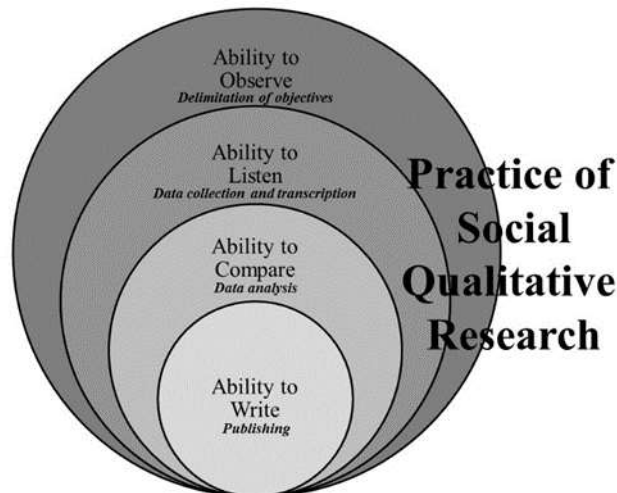 Ability to
Observe
Delimitation of objectives
Ability to
Listen
Data collection and transcription
Ability to
Compare
Data analysis
Ability to
Write
Publishing
Practice of
Social
Qualitative
Research